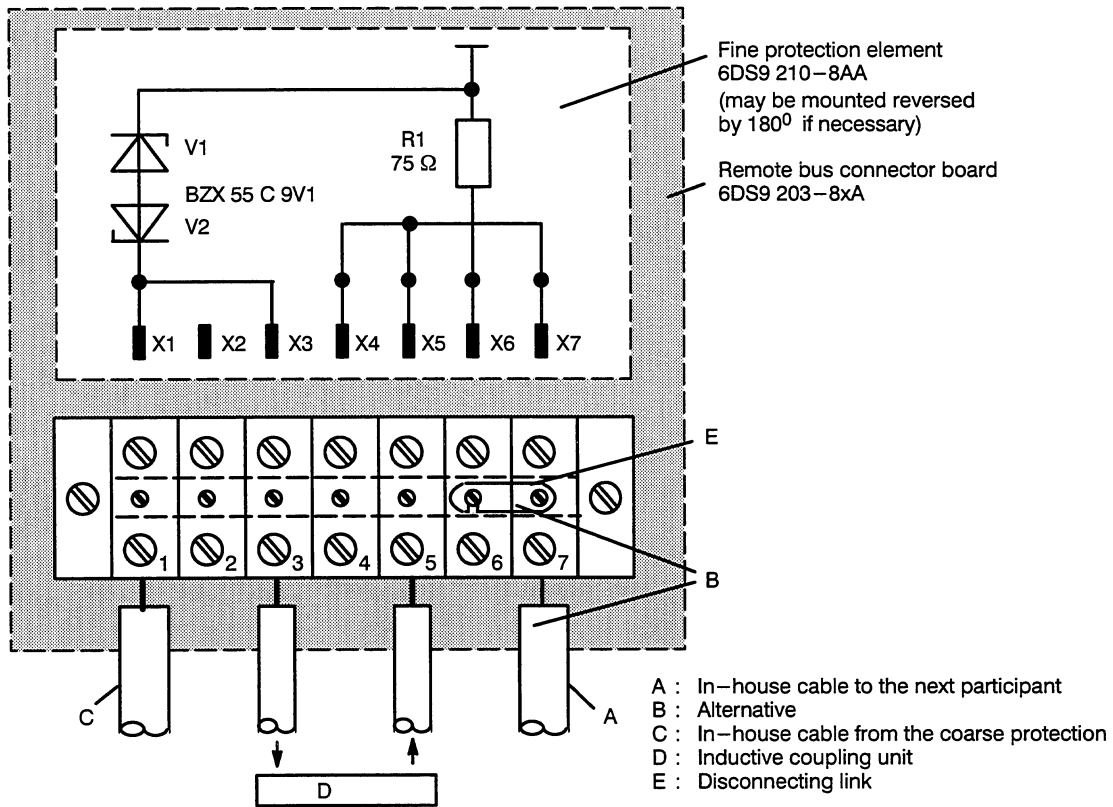 Fine protection element
6DS9 210–8AA
(may be mounted reversed
by 180⁰ if necessary)
Remote bus connector board
6DS9 203–8xA
V1
BZX 55 C 9V1
V2
R1
75 Ω
X1 X2 X3 X4 X5 X6 X7
E
1 2 3 4 5 6 7
B
C
A
D
A : In–house cable to the next participant
B : Alternative
C : In–house cable from the coarse protection
D : Inductive coupling unit
E : Disconnecting link